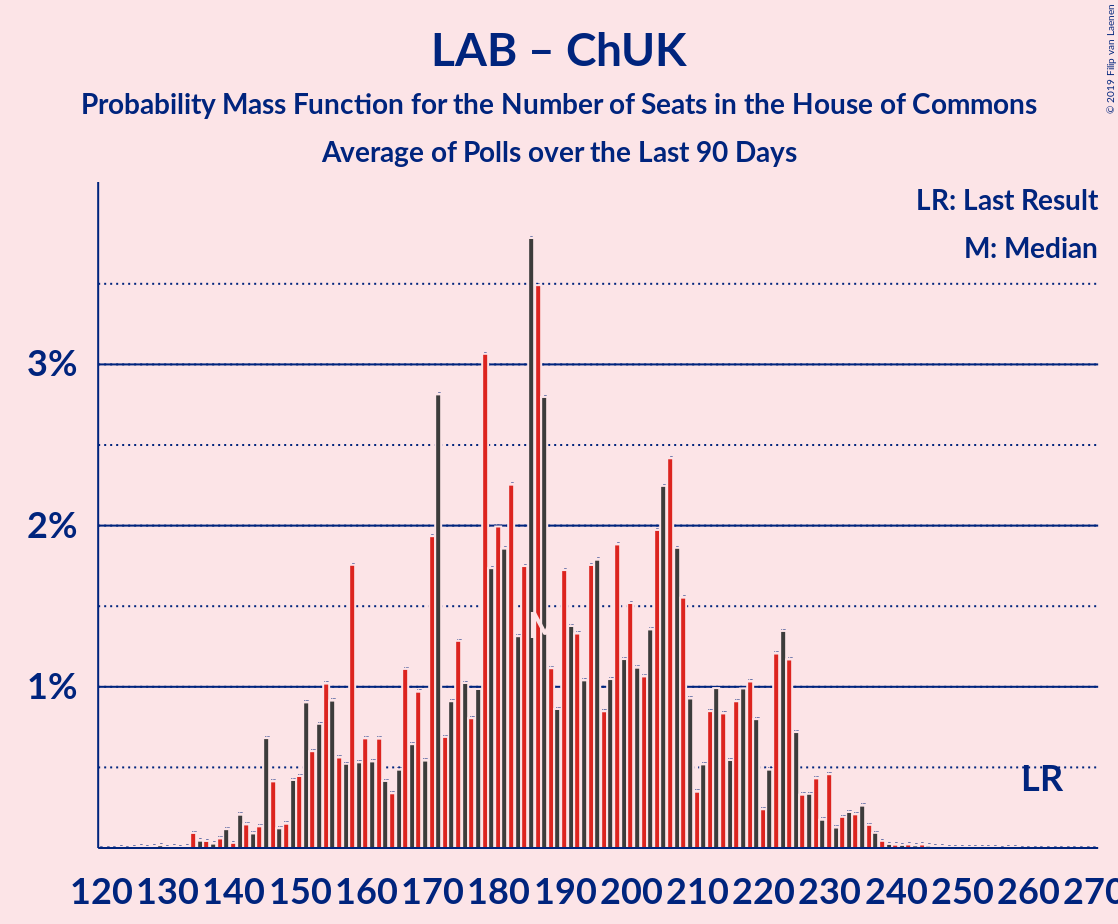 LAB – ChUK
Probability Mass Function for the Number of Seats in the House of Commons
Average of Polls over the Last 90 Days
© 2019 Filip van Laenen
LR: Last Result
M: Median
3%
2%
1%
M
LR
120 130 140 150 160 170 180 190 200 210 220 230 240 250 260 270